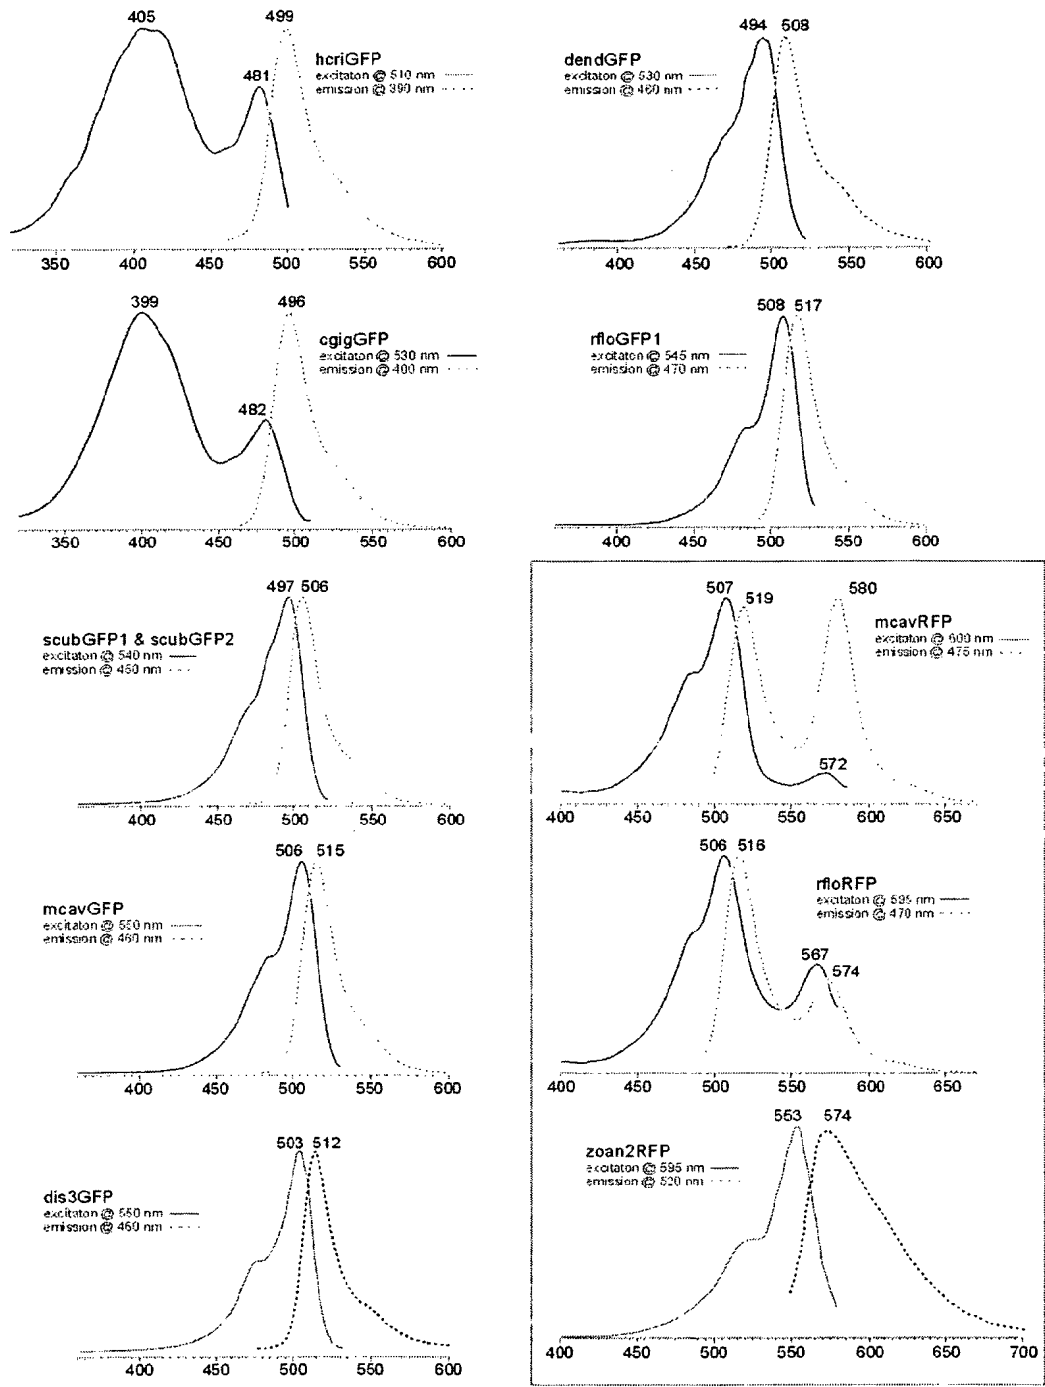 405 499
hcriGFP
excitaton @ 510 nm
481
emission @ 390 nm
350 400 450 500 550 600
494 508
dendGFP
excitaton @ 530 nm
emission @ 460 nm
400 450 500 550 600
399 496
cgigGFP
excitaton @ 530 nm
emission @ 400 nm
482
350 400 450 500 550 600
508 517
rfloGFP1
excitaton @ 545 nm
emission @ 470 nm
400 450 500 550 600
497 506
scubGFP1 & scubGFP2
excitaton @ 540 nm
emission @ 450 nm
400 450 500 550 600
507 519 580
mcavRFP
excitaton @ 600 nm
emission @ 475 nm
572
400 450 500 550 600 650
506 515
mcavGFP
excitaton @ 550 nm
emission @ 460 nm
400 450 500 550 600
506 516
rfloRFP
excitaton @ 595 nm
emission @ 470 nm
567 574
400 450 500 550 600 650
503 512
dis3GFP
excitaton @ 550 nm
emission @ 460 nm
400 450 500 550 600
553 574
zoan2RFP
excitaton @ 595 nm
emission @ 520 nm
400 450 500 550 600 650 700